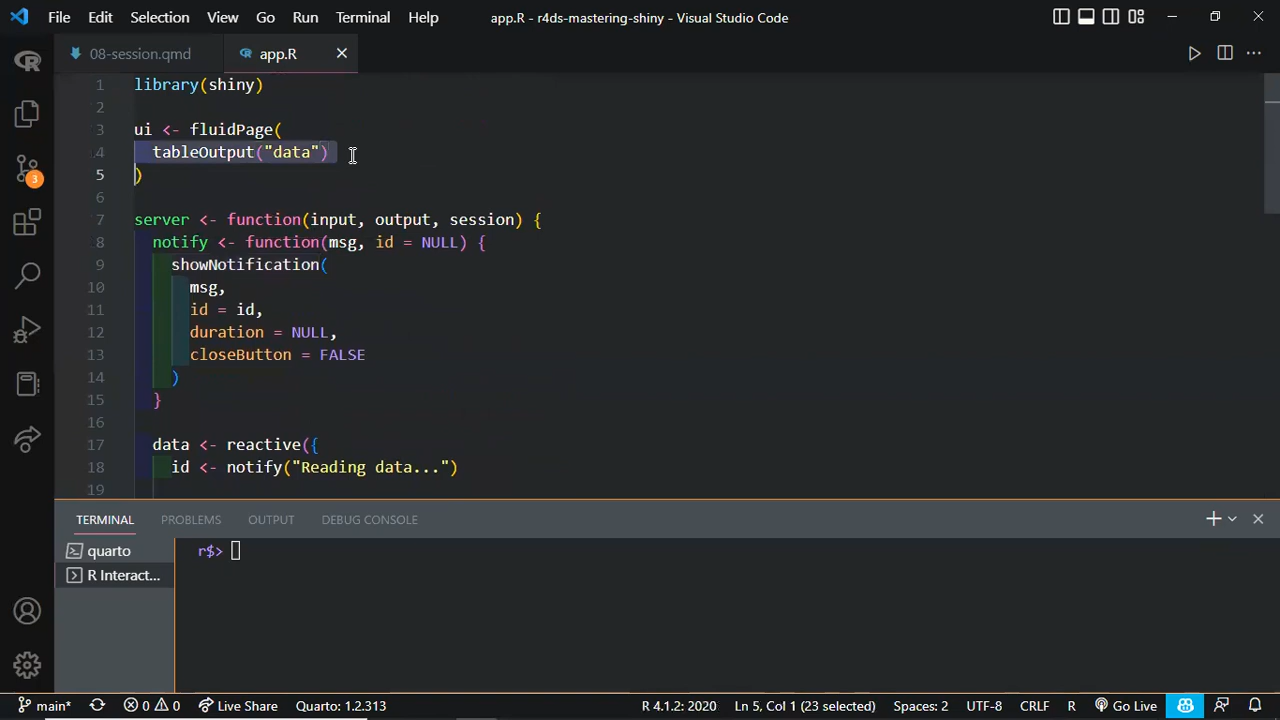 File Edit Selection View Go Run Terminal Help app.R - r4ds-mastering-shiny - Visual Studio Code
08-session.qmd app.R
1 library(shiny)
2
3 ui <- fluidPage(
4 tableOutput("data")
5 )
6
7 server <- function(input, output, session) {
8 notify <- function(msg, id = NULL) {
9 showNotification(
10 msg,
11 id = id,
12 duration = NULL,
13 closeButton = FALSE
14 )
15 }
16
17 data <- reactive({
18 id <- notify("Reading data...")
19
3
TERMINAL PROBLEMS OUTPUT DEBUG CONSOLE
quarto
R Interact...
r$>
main* 0 0 Live Share Quarto: 1.2.313 R 4.1.2: 2020 Ln 5, Col 1 (23 selected) Spaces: 2 UTF-8 CRLF R Go Live